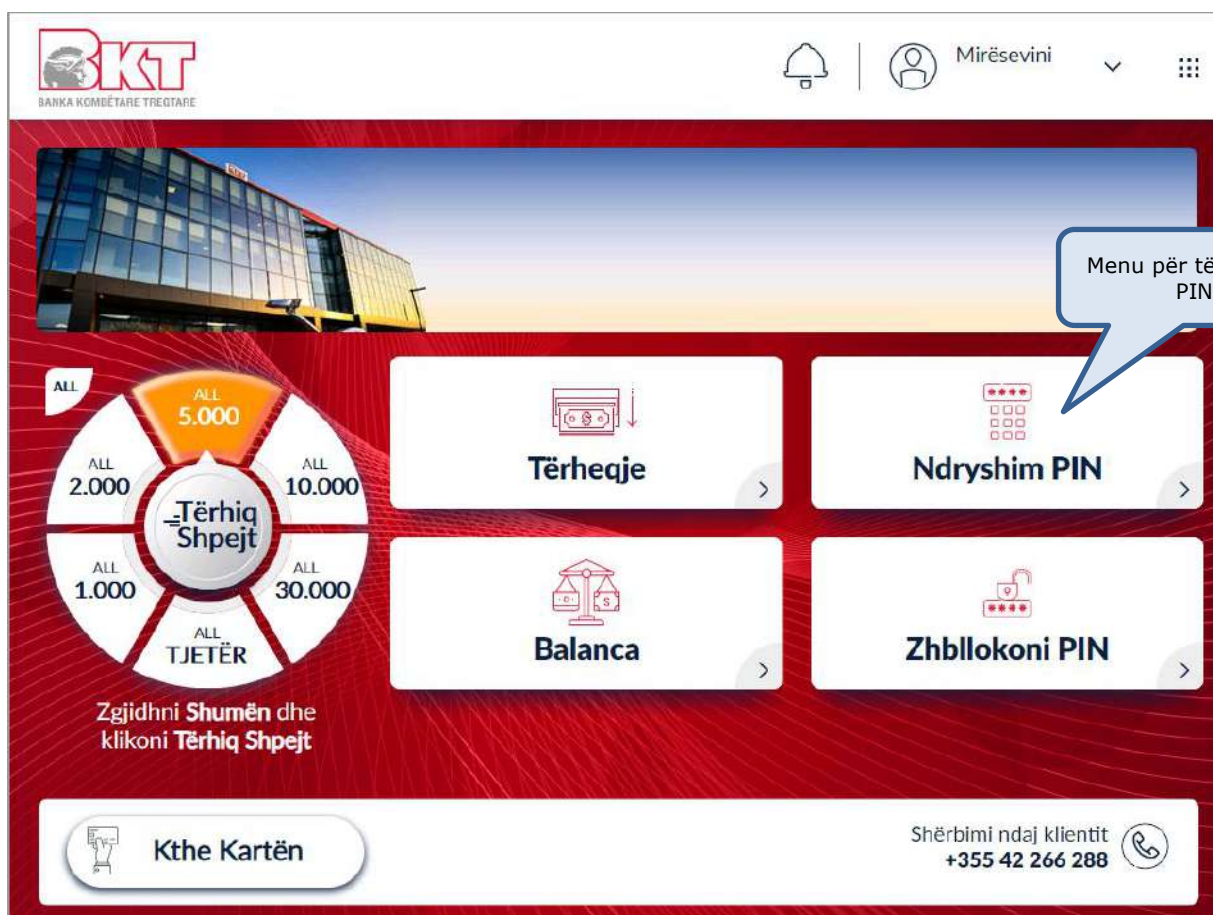 BKT
BANKA KOMBËTARE TREGTARE
Mirësevini
Menu për të
PIN
ALL
ALL
5.000
ALL
2.000
ALL
10.000
Tërhiq
Shpejt
ALL
1.000
ALL
30.000
ALL
TJETËR
Zgjidhni Shumën dhe
klikoni Tërhiq Shpejt
Tërheqje
Ndryshim PIN
Balanca
Zhbllokoni PIN
Kthe Kartën
Shërbimi ndaj klientit
+355 42 266 288